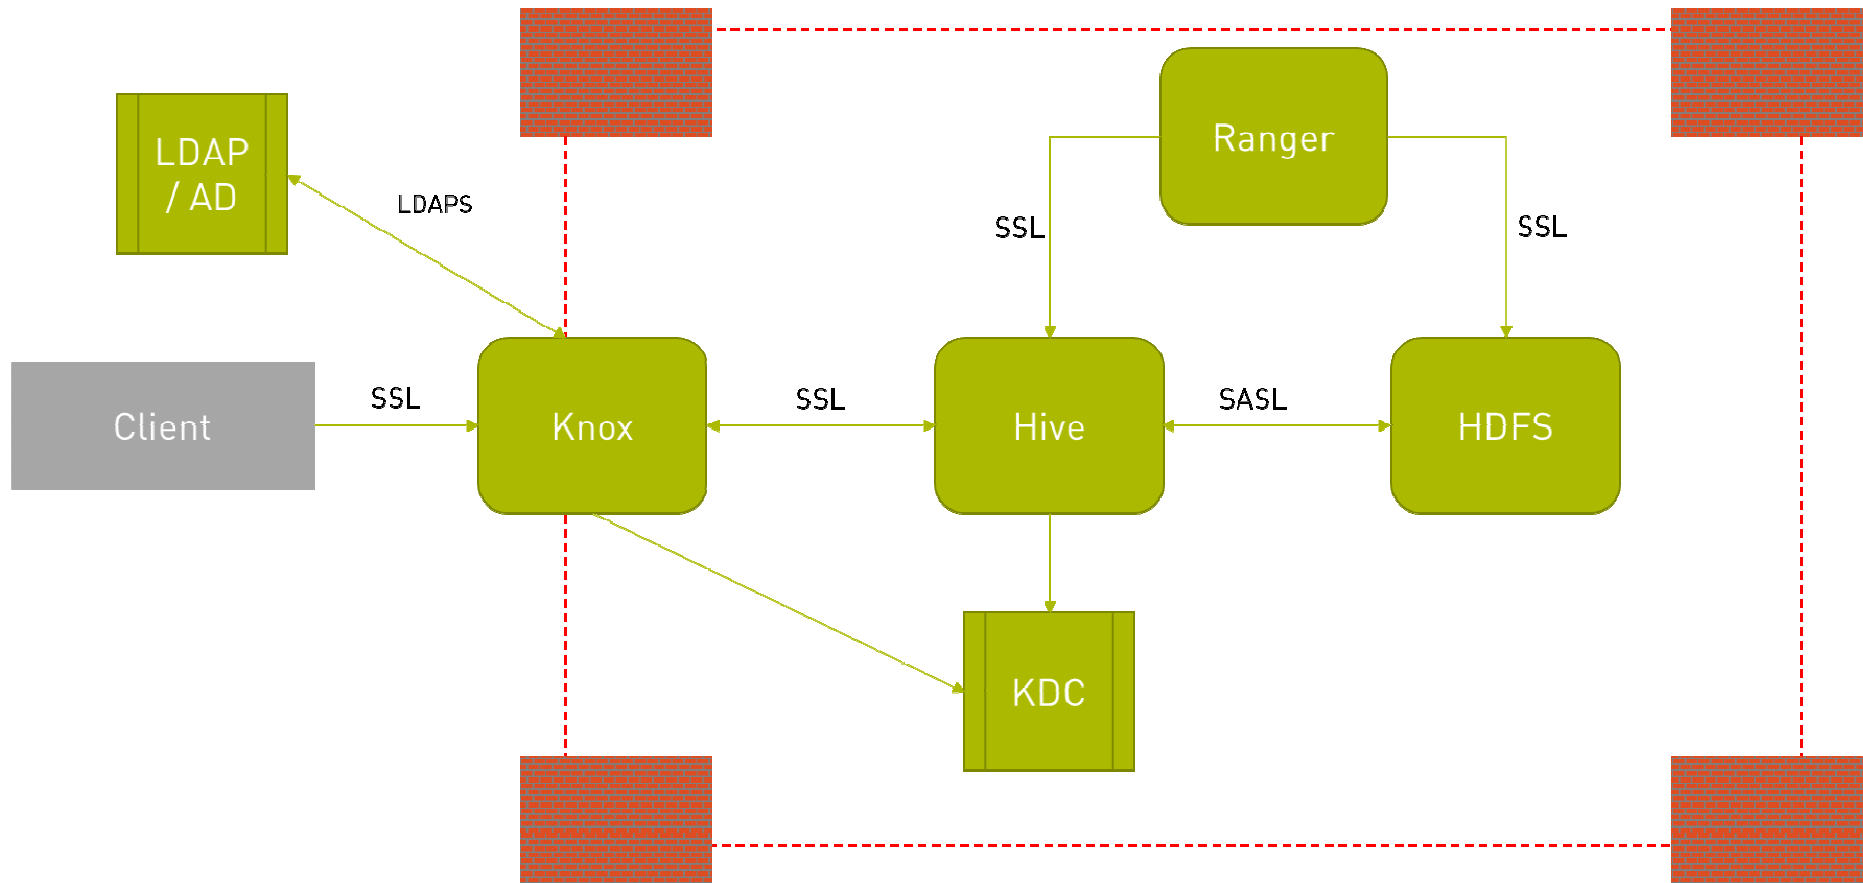 Ranger
LDAP
/ AD
LDAPS
SSL
SSL
Client
SSL
Knox
SSL
Hive
SASL
HDFS
KDC